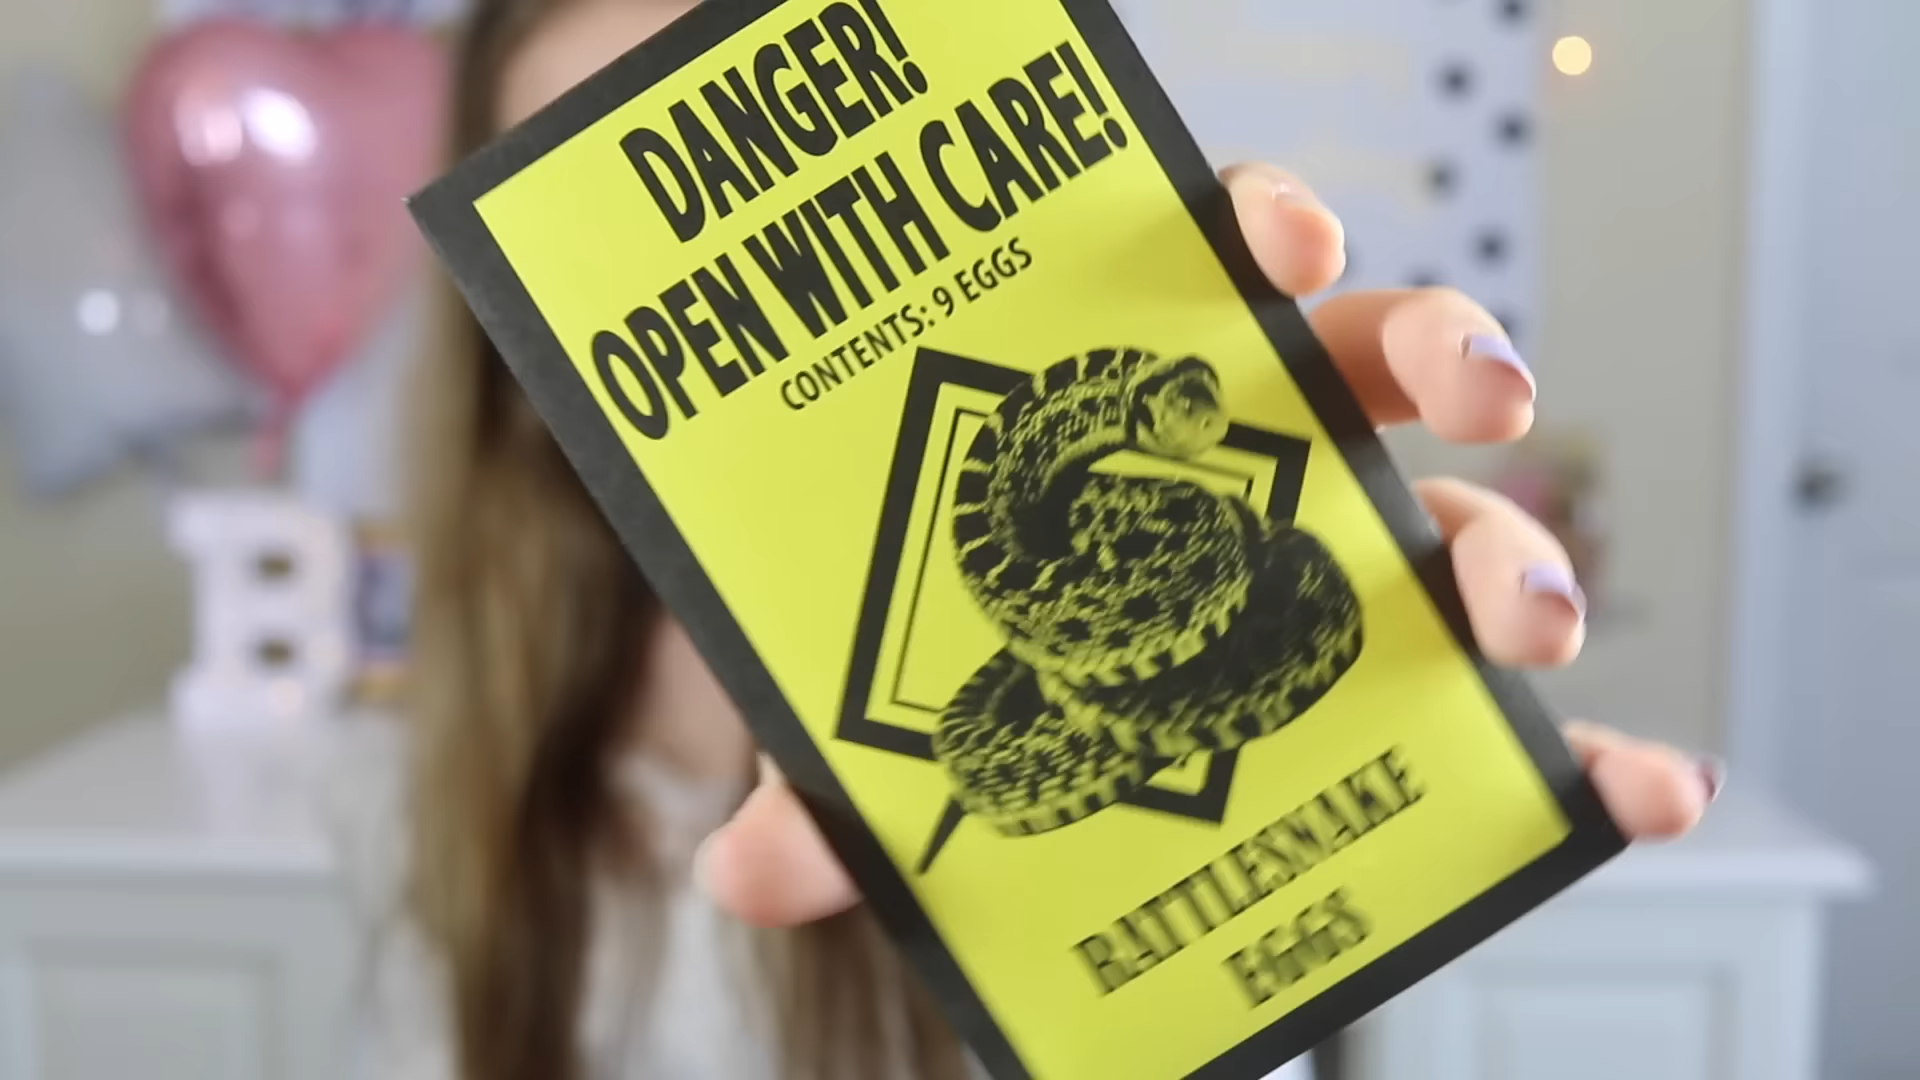 DANGER!
OPEN WITH CARE!
CONTENTS: 9 EGGS
RATTLESNAKE
EGGS
B